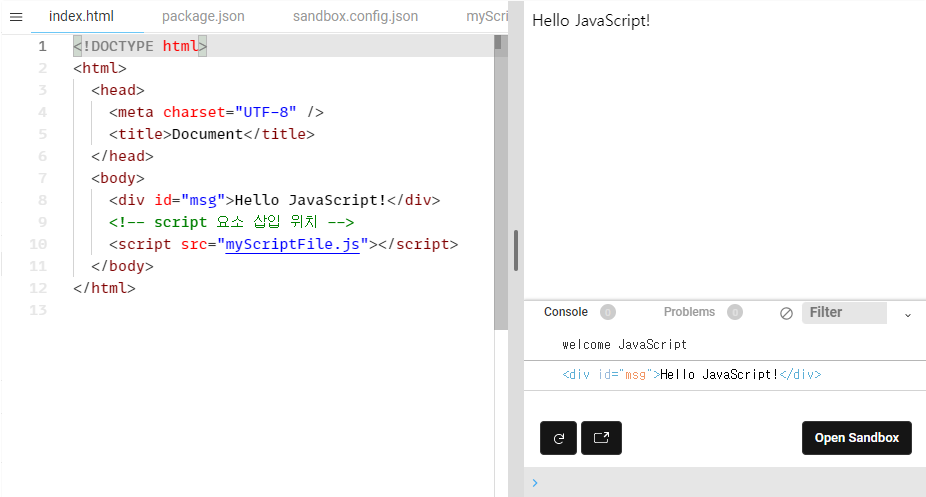 index.html package.json sandbox.config.json myScri
1 <!DOCTYPE html>
2 <html>
3 <head>
4 <meta charset="UTF-8" />
5 <title>Document</title>
6 </head>
7 <body>
8 <div id="msg">Hello JavaScript!</div>
9 <!-- script 요소 삽입 위치 -->
10 <script src="myScriptFile.js"></script>
11 </body>
12 </html>
13
Hello JavaScript!
Console 0 Problems 0 Filter
welcome JavaScript
<div id="msg">Hello JavaScript!</div>
Open Sandbox